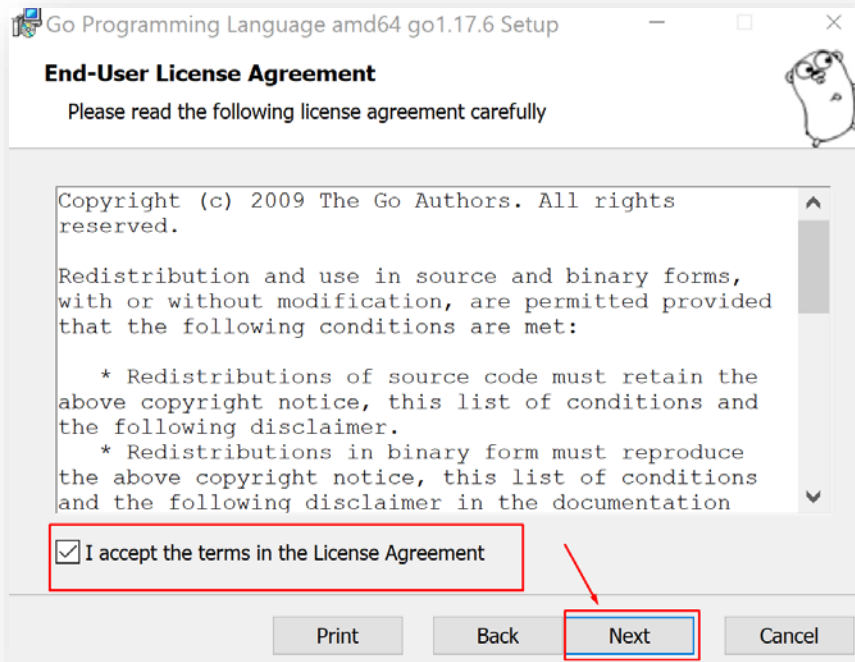 Go Programming Language amd64 go1.17.6 Setup
End-User License Agreement
Please read the following license agreement carefully
Copyright (c) 2009 The Go Authors. All rights
reserved.
Redistribution and use in source and binary forms,
with or without modification, are permitted provided
that the following conditions are met:
* Redistributions of source code must retain the
above copyright notice, this list of conditions and
the following disclaimer.
* Redistributions in binary form must reproduce
the above copyright notice, this list of conditions
and the following disclaimer in the documentation
I accept the terms in the License Agreement
Print Back Next Cancel